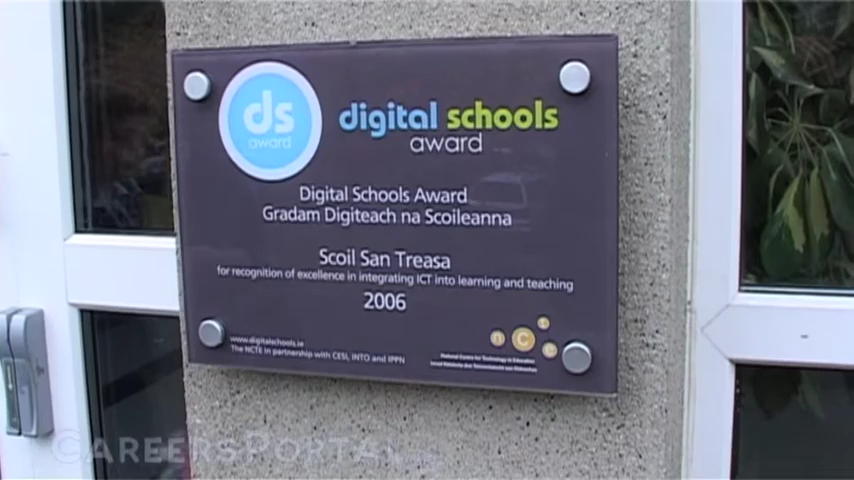 ds
award
digital schools
award
Digital Schools Award
Gradam Digiteach na Scoileanna
Scoil San Treasa
for recognition of excellence in integrating ICT into learning and teaching
2006
www.digitalschools.ie
The NCTE in partnership with CESI, INTO and IPPN
ncte
National Centre for Technology in Education
CAREERSPORTAL